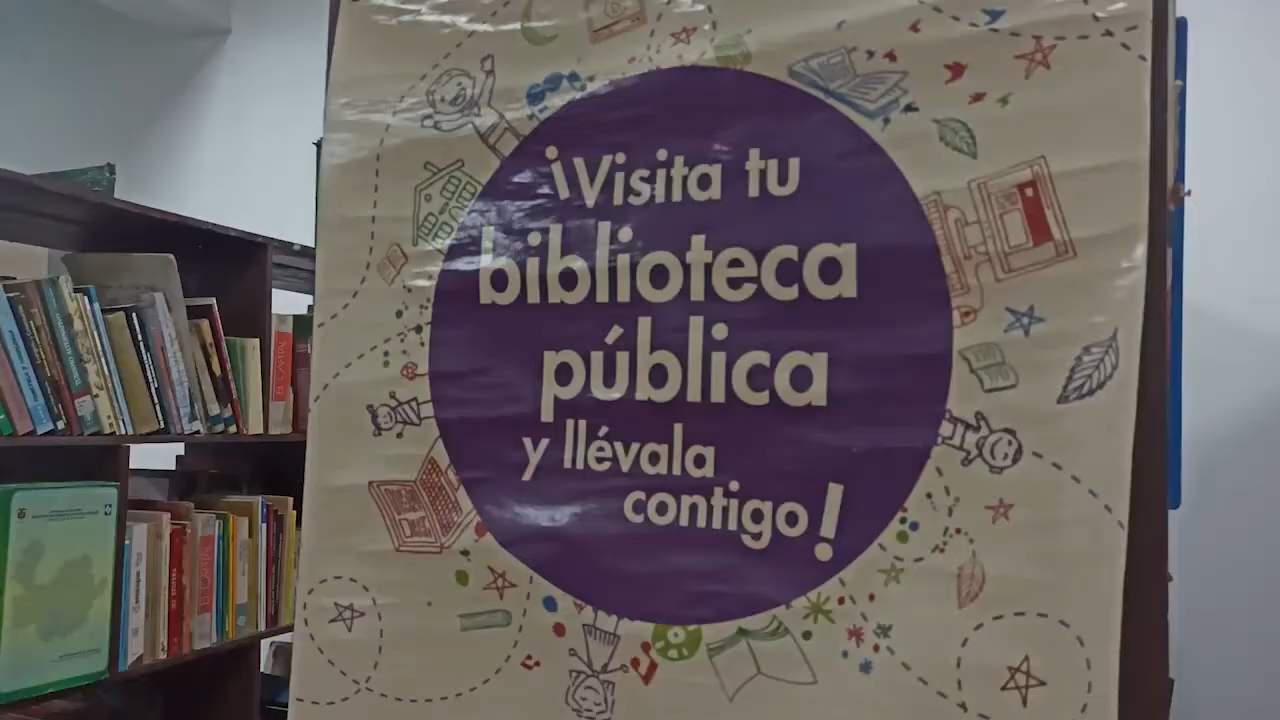 ¡Visita tu
biblioteca
pública
y llévala
contigo!